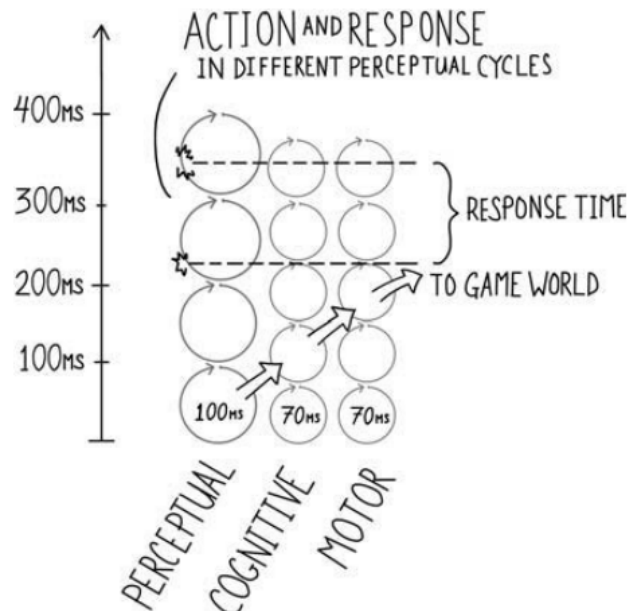 ACTION AND RESPONSE
IN DIFFERENT PERCEPTUAL CYCLES
400MS
300MS
RESPONSE TIME
200MS
TO GAME WORLD
100MS
100MS
70MS
70MS
PERCEPTUAL
COGNITIVE
MOTOR